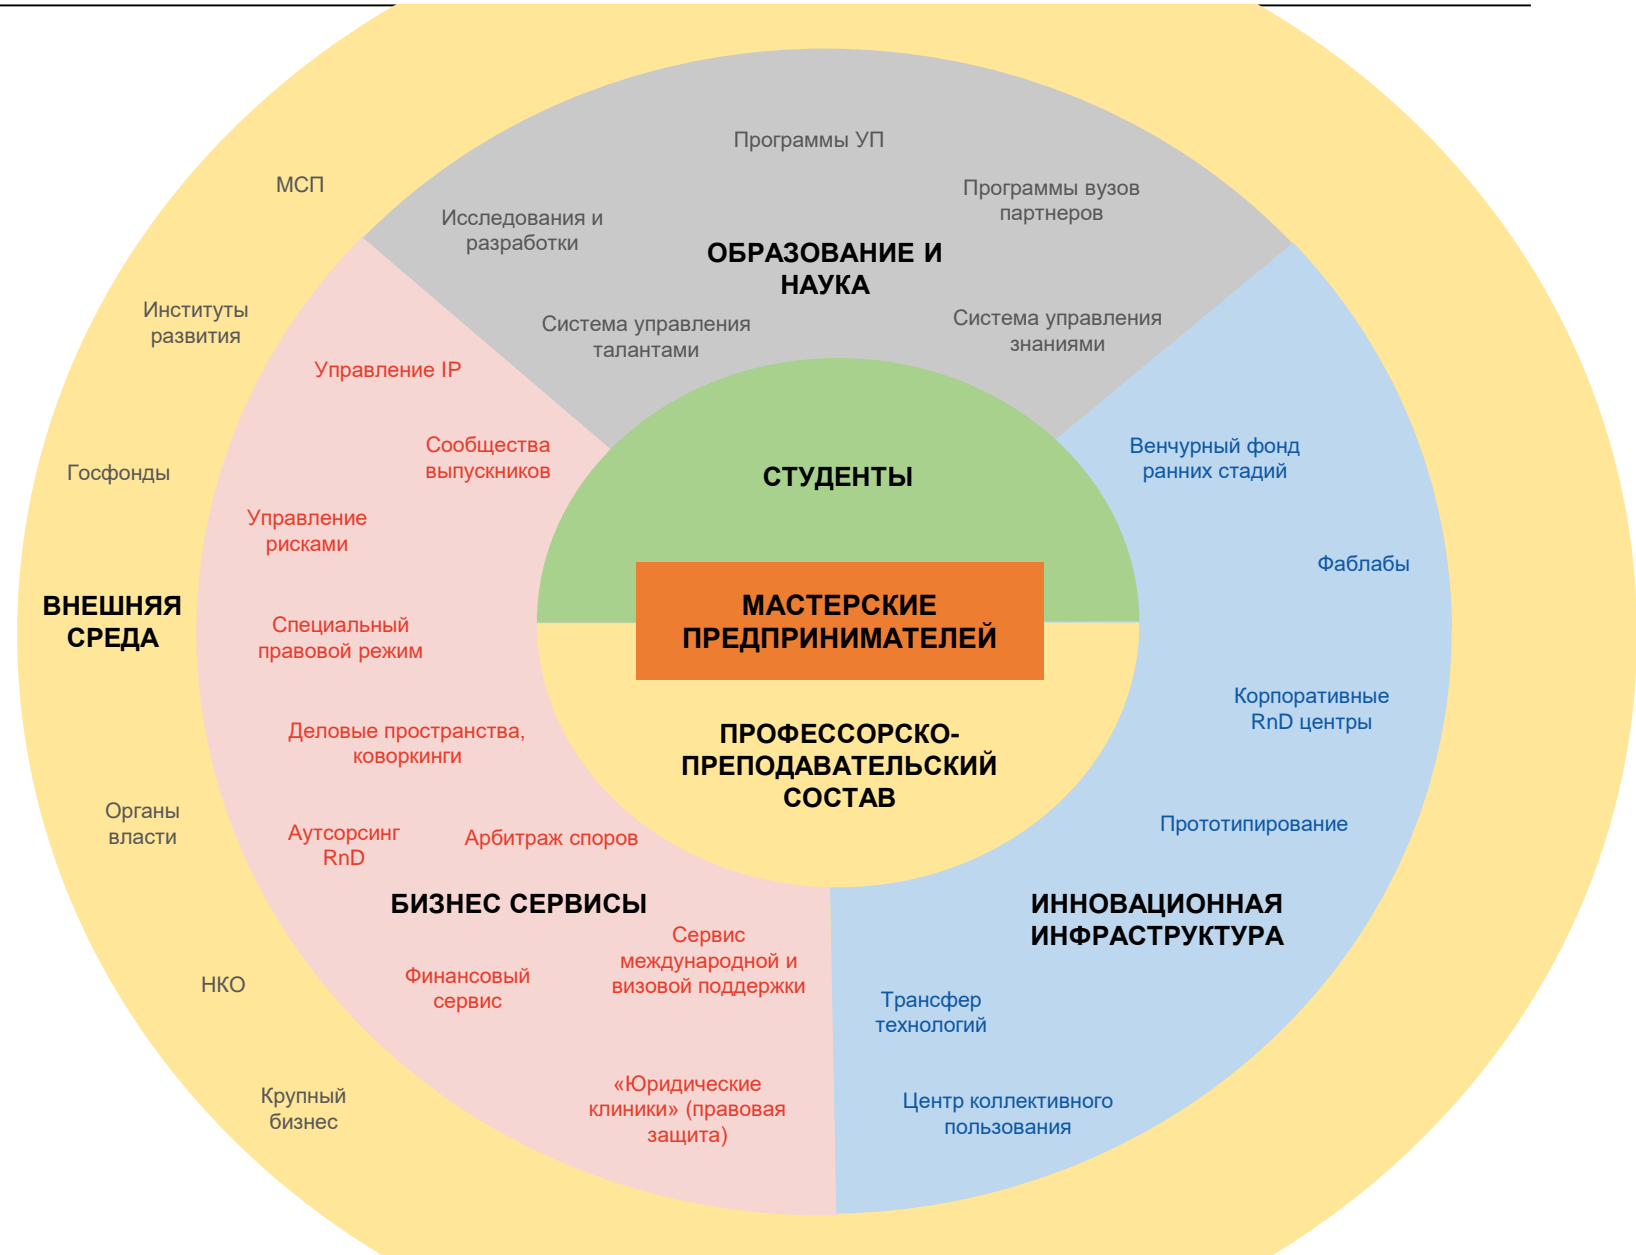 Программы УП
МСП
Программы вузов
партнеров
Исследования и
разработки
ОБРАЗОВАНИЕ И
НАУКА
Институты
развития
Система управления
талантами
Система управления
знаниями
Управление IP
Сообщества
выпускников
Венчурный фонд
ранних стадий
Госфонды
СТУДЕНТЫ
Управление
рисками
Фаблабы
ВНЕШНЯЯ
СРЕДА
МАСТЕРСКИЕ
ПРЕДПРИНИМАТЕЛЕЙ
Специальный
правовой режим
Корпоративные
RnD центры
Деловые пространства,
коворкинги
ПРОФЕССОРСКО-
ПРЕПОДАВАТЕЛЬСКИЙ
СОСТАВ
Органы
власти
Аутсорсинг
RnD
Арбитраж споров
Прототипирование
БИЗНЕС СЕРВИСЫ
ИННОВАЦИОННАЯ
ИНФРАСТРУКТУРА
Сервис
международной и
визовой поддержки
НКО
Финансовый
сервис
Трансфер
технологий
Крупный
бизнес
«Юридические
клиники» (правовая
защита)
Центр коллективного
пользования